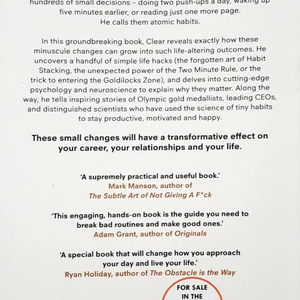 hundreds of small decisions – doing two push-ups a day, waking up
five minutes earlier, or reading just one more page.
He calls them atomic habits.
In this groundbreaking book, Clear reveals exactly how these
minuscule changes can grow into such life-altering outcomes. He
uncovers a handful of simple life hacks (the forgotten art of Habit
Stacking, the unexpected power of the Two Minute Rule, or the
trick to entering the Goldilocks Zone), and delves into cutting-edge
psychology and neuroscience to explain why they matter. Along the
way, he tells inspiring stories of Olympic gold medallists, leading CEOs,
and distinguished scientists who have used the science of tiny habits
to stay productive, motivated and happy.
These small changes will have a transformative effect on
your career, your relationships and your life.
'A supremely practical and useful book.'
Mark Manson, author of
The Subtle Art of Not Giving A F*ck
'This engaging, hands-on book is the guide you need to
break bad routines and make good ones.'
Adam Grant, author of Originals
'A special book that will change how you approach
your day and live your life.'
Ryan Holiday, author of The Obstacle is the Way
FOR SALE
IN THE